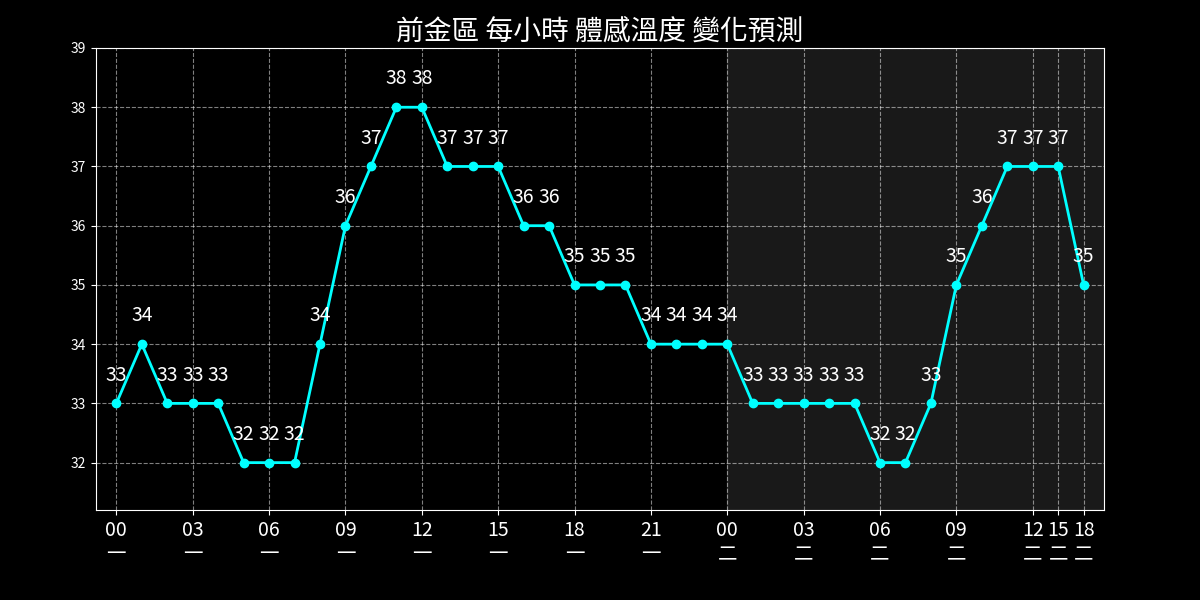 前金區 每小時 體感溫度 變化預測
39
38 38
38
37 37 37 37 37 37 37
37
36 36 36 36
36
35 35 35 35 35
35
34 34 34 34 34 34
34
33 33 33 33 33 33 33 33 33 33
33
32 32 32 32 32
32
00 03 06 09 12 15 18 21 00 03 06 09 12 15 18
一 一 一 一 一 一 一 一 二 二 二 二 二 二 二